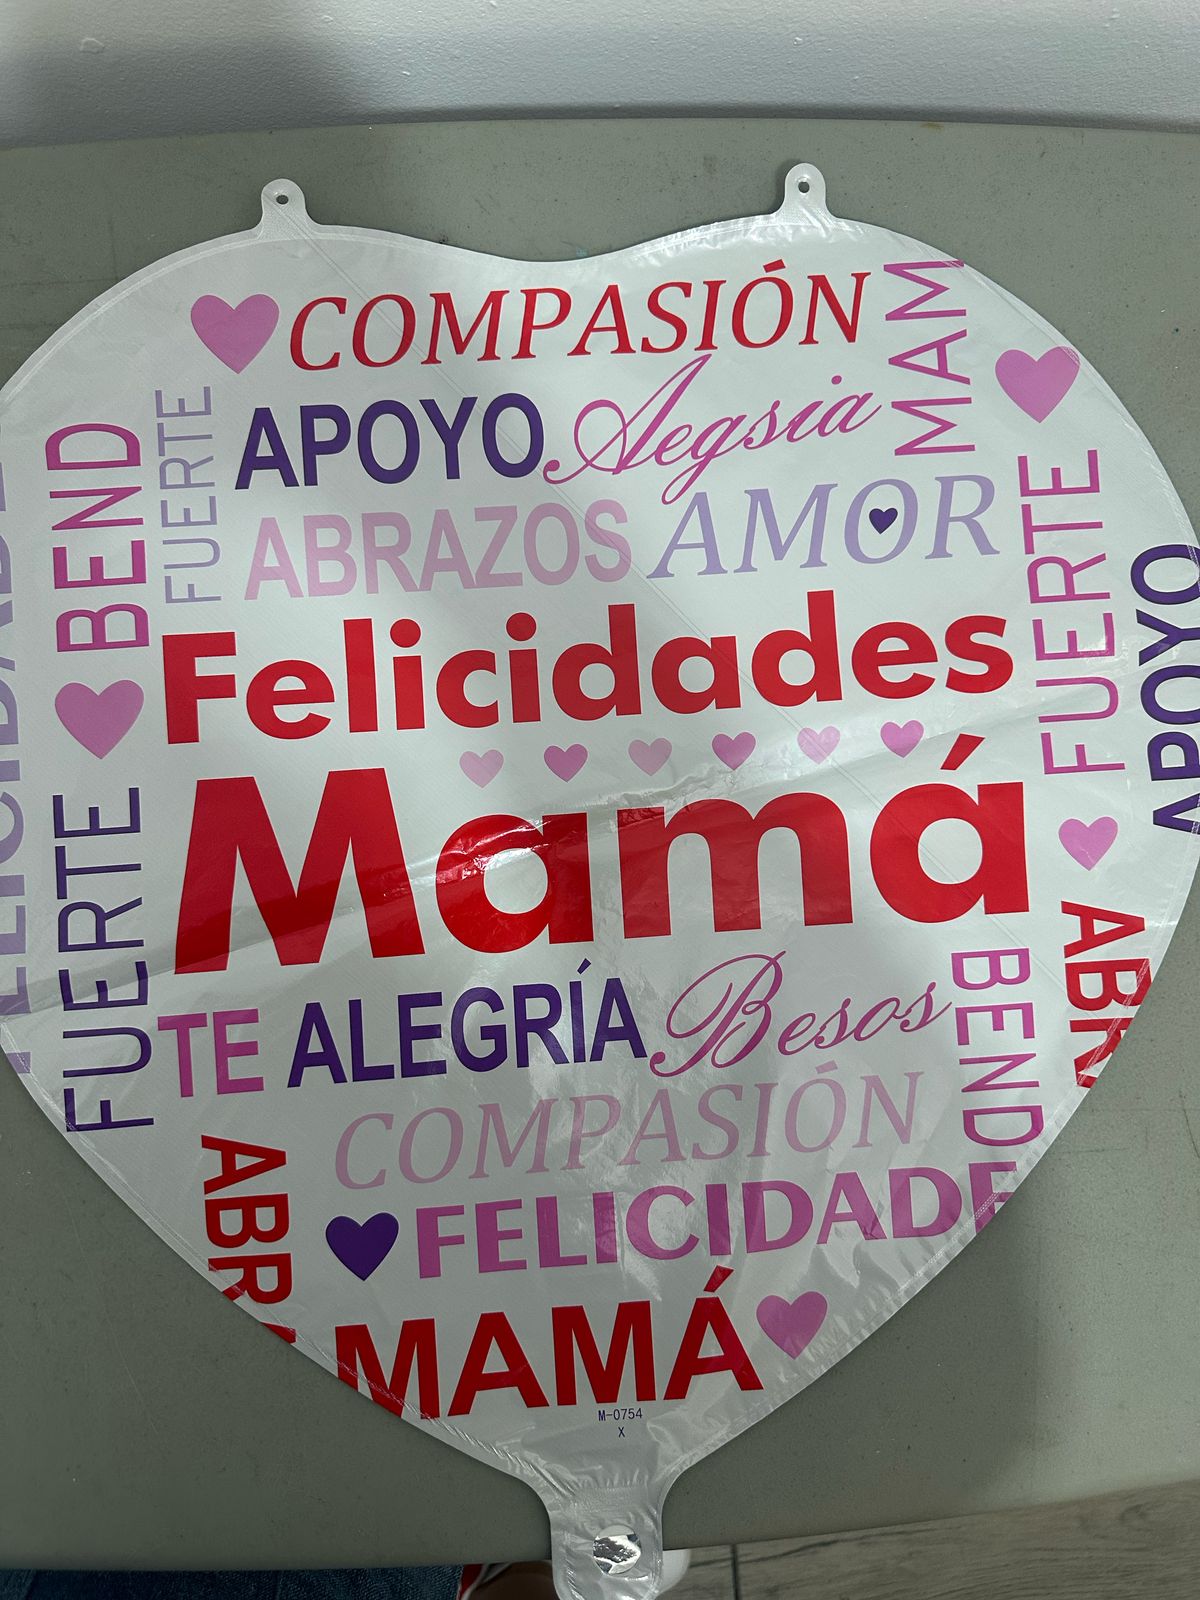 COMPASIÓN
MAM
FUERTE
APOYO Aegsia
BEND
ABRAZOS AMOR
FUERTE
APOYO
Felicidades
Mamá
FUERTE
TE ALEGRÍA Besos
BEND
ABR
COMPASIÓN
ABR
FELICIDADE
MAMÁ
M-0754
X